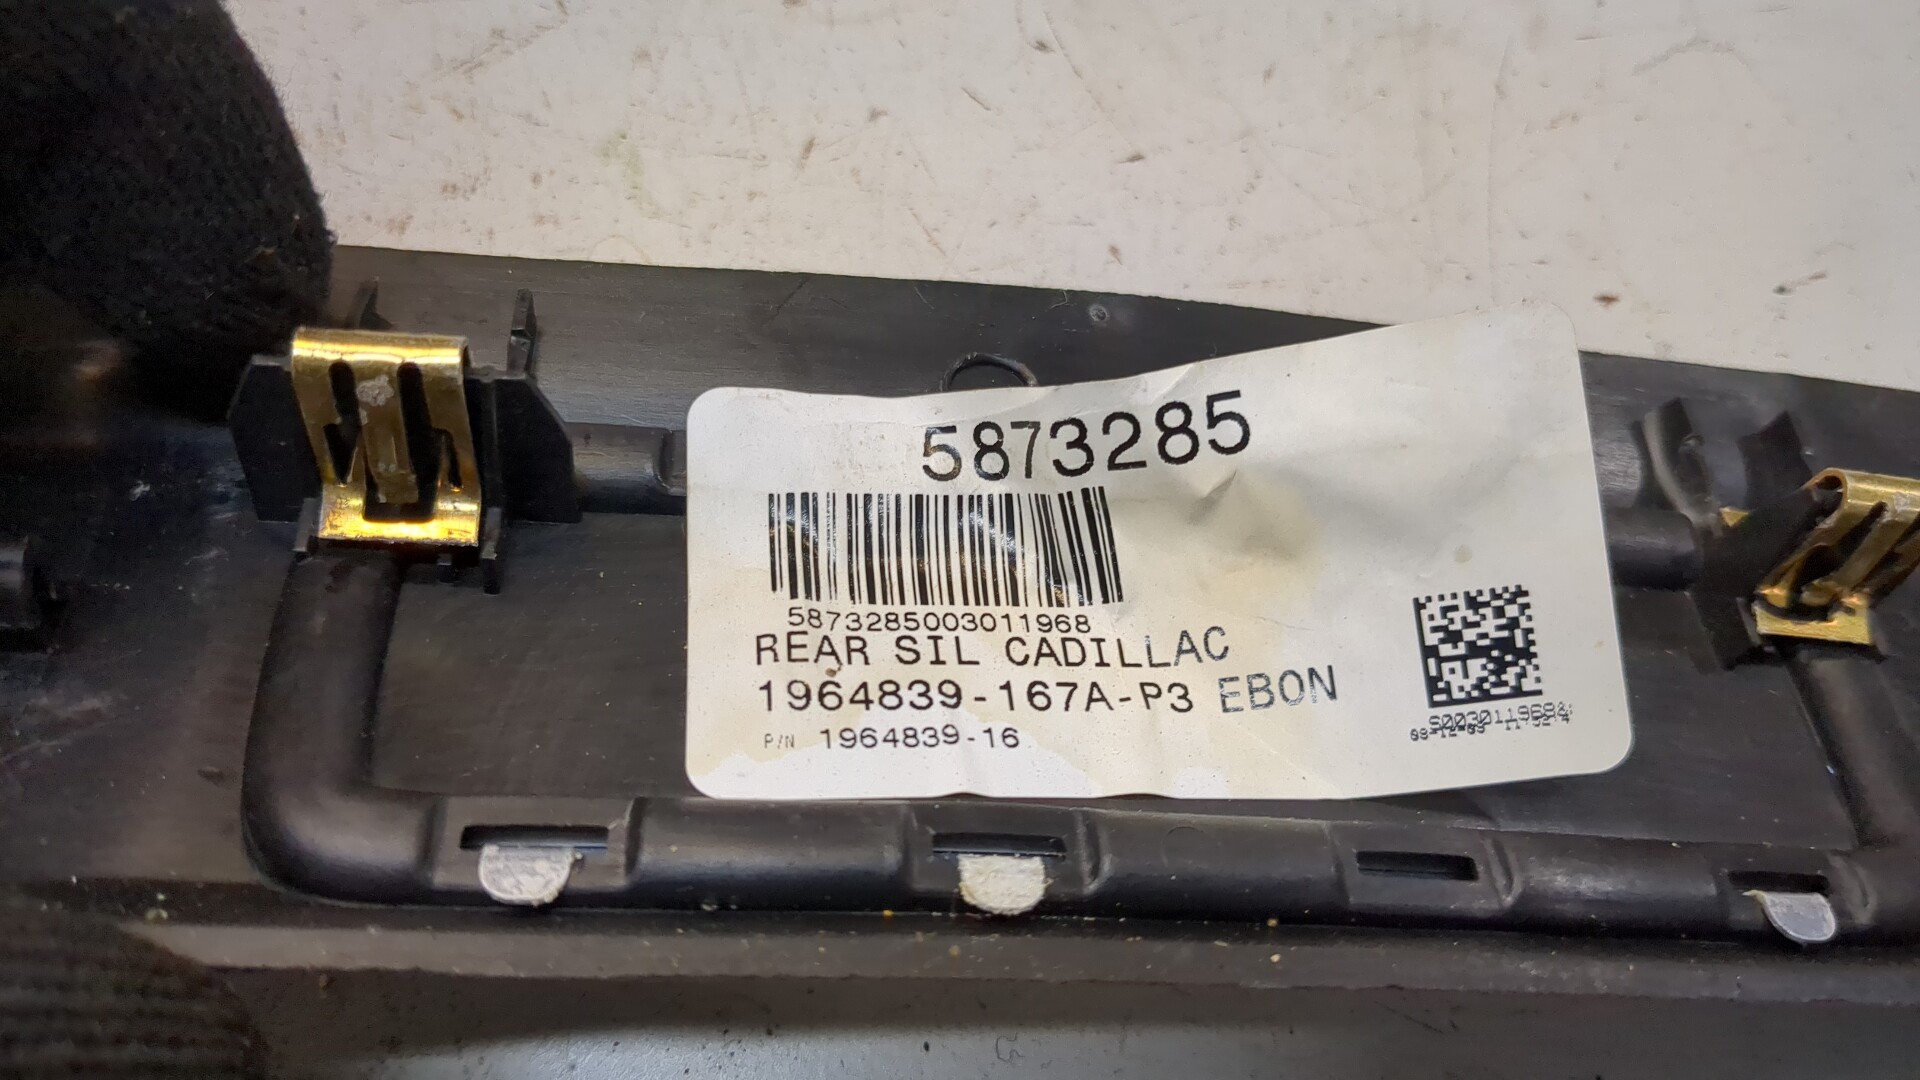 5873285
5873285003011968
REAR SIL CADILLAC
1964839-167A-P3 EBON
P/N 1964839-16